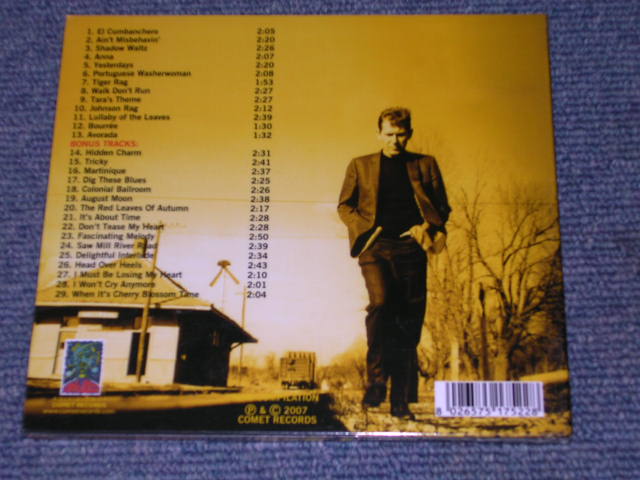 1. El Cumbanchero 2:05
2. Ain't Misbehavin' 2:20
3. Shadow Waltz 2:26
4. Anna 2:07
5. Yesterdays 2:20
6. Portuguese Washerwoman 2:08
7. Tiger Rag 1:53
8. Walk Don't Run 2:27
9. Tara's Theme 2:27
10. Johnson Rag 2:12
11. Lullaby of the Leaves 2:39
12. Bourrée 1:30
13. Avorada 1:32
BONUS TRACKS:
14. Hidden Charm 2:31
15. Tricky 2:41
16. Martinique 2:37
17. Dig These Blues 2:25
18. Colonial Ballroom 2:26
19. August Moon 2:38
20. The Red Leaves Of Autumn 2:17
21. It's About Time 2:28
22. Don't Tease My Heart 2:28
23. Fascinating Melody 2:50
24. Saw Mill River Road 2:39
25. Delightful Interlude 2:34
26. Head Over Heels 2:43
27. I Must Be Losing My Heart 2:10
28. I Won't Cry Anymore 2:01
29. When It's Cherry Blossom Time 2:04
COMET RECORDS
COMPILATION
Ⓟ & © 2007
COMET RECORDS
8 026575 175228